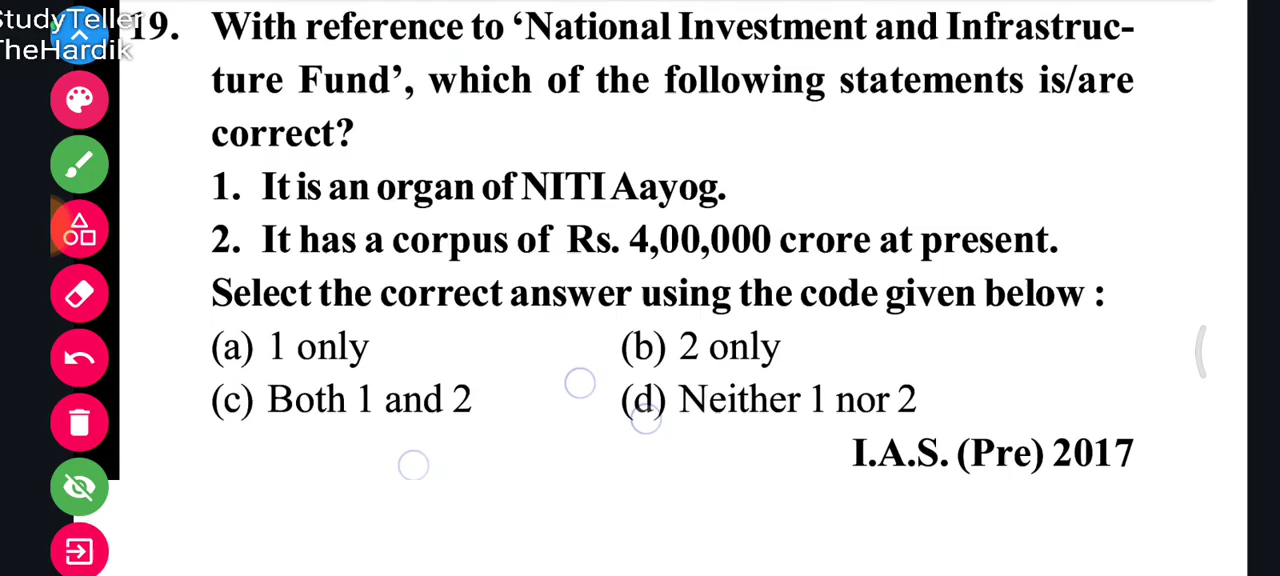 StudyTeller
TheHardik
19. With reference to ‘National Investment and Infrastruc-
ture Fund’, which of the following statements is/are
correct?
1. It is an organ of NITI Aayog.
2. It has a corpus of Rs. 4,00,000 crore at present.
Select the correct answer using the code given below :
(a) 1 only (b) 2 only
(c) Both 1 and 2 (d) Neither 1 nor 2
I.A.S. (Pre) 2017